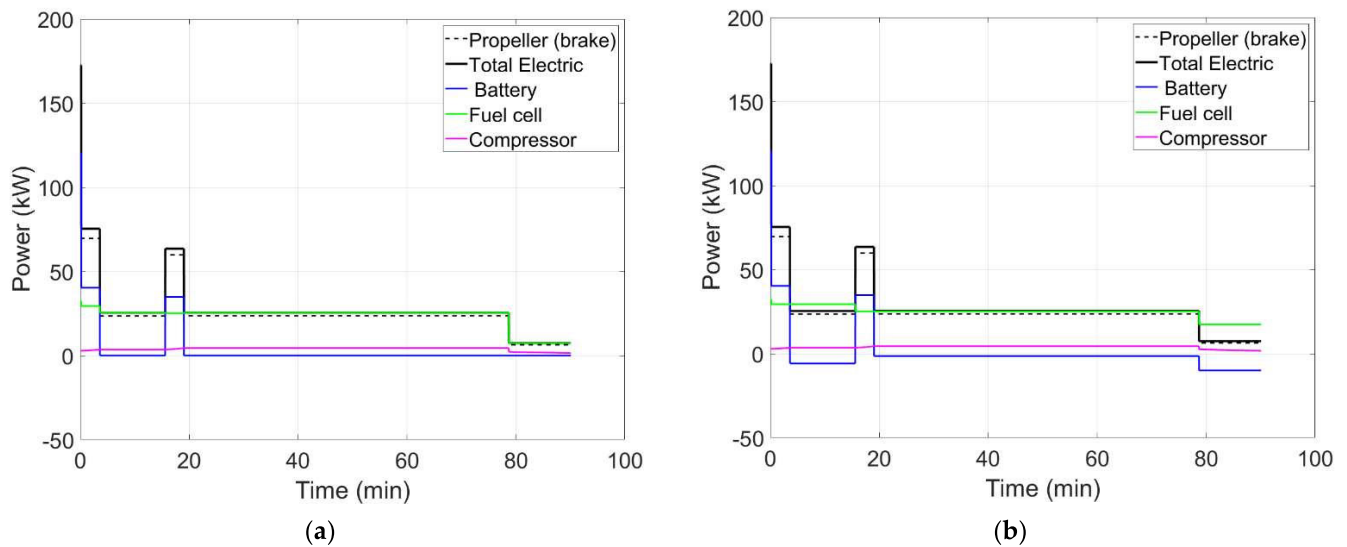 200
150
100
50
0
-50
Power (kW)
0 20 40 60 80 100
Time (min)
Propeller (brake)
Total Electric
Battery
Fuel cell
Compressor
(a)
200
150
100
50
0
-50
Power (kW)
0 20 40 60 80 100
Time (min)
Propeller (brake)
Total Electric
Battery
Fuel cell
Compressor
(b)